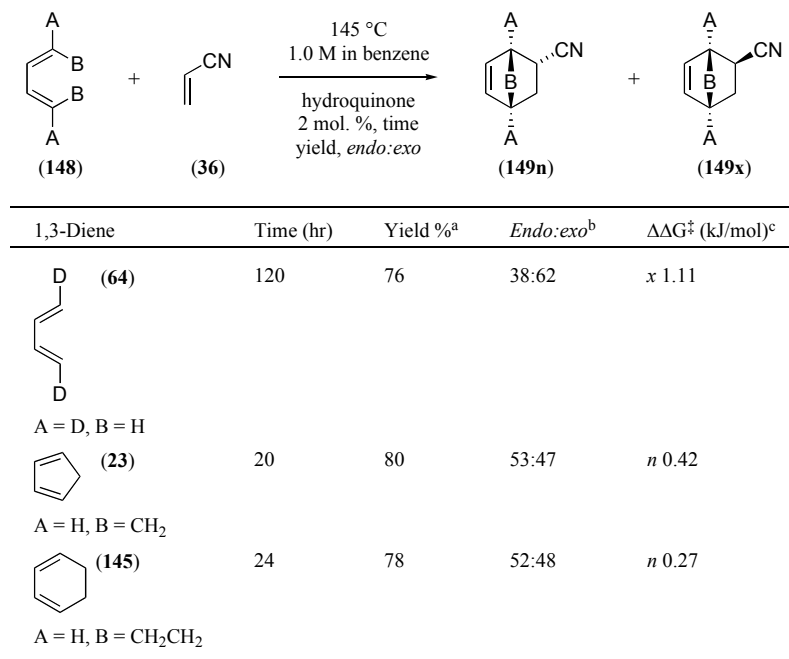 A
B
B
A
(148)
+
CN
(36)
145 °C
1.0 M in benzene
hydroquinone
2 mol. %, time
yield, endo:exo
A
CN
B
A
(149n)
+
A
CN
B
A
(149x)
1,3-Diene Time (hr) Yield %ᵃ Endo:exoᵇ ΔΔG‡ (kJ/mol)ᶜ
D (64) 120 76 38:62 x 1.11
D
A = D, B = H
(23) 20 80 53:47 n 0.42
A = H, B = CH₂
(145) 24 78 52:48 n 0.27
A = H, B = CH₂CH₂